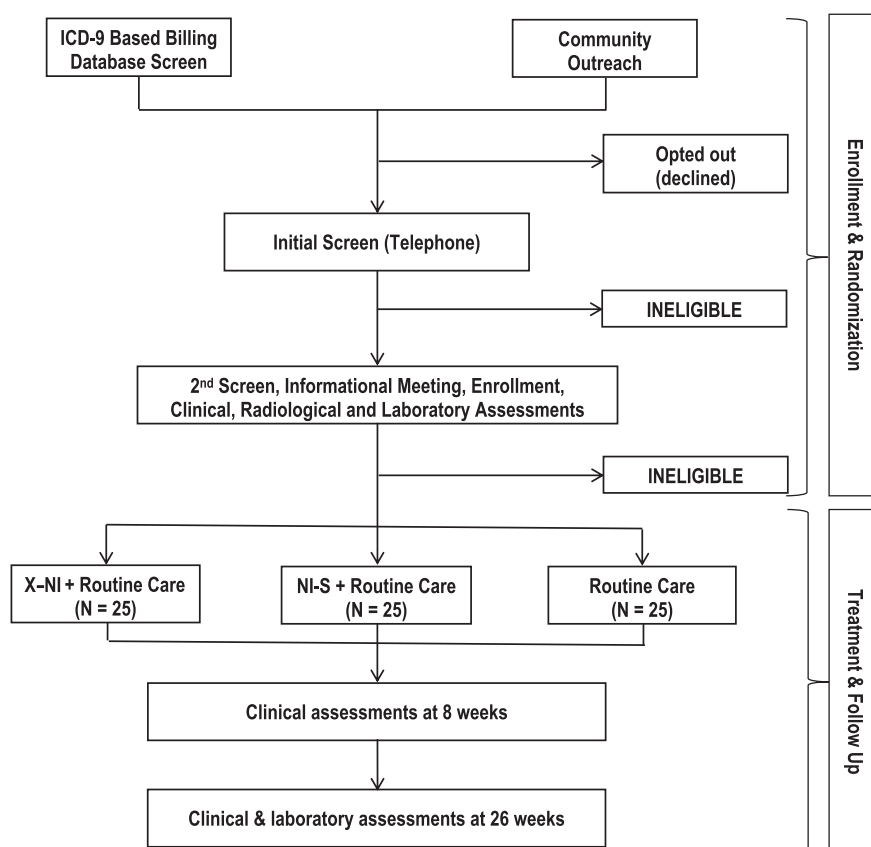 ICD-9 Based Billing
Database Screen
Community
Outreach
Opted out
(declined)
Initial Screen (Telephone)
INELIGIBLE
2nd Screen, Informational Meeting, Enrollment,
Clinical, Radiological and Laboratory Assessments
INELIGIBLE
Enrollment & Randomization
X–NI + Routine Care
(N = 25)
NI-S + Routine Care
(N = 25)
Routine Care
(N = 25)
Clinical assessments at 8 weeks
Clinical & laboratory assessments at 26 weeks
Treatment & Follow Up